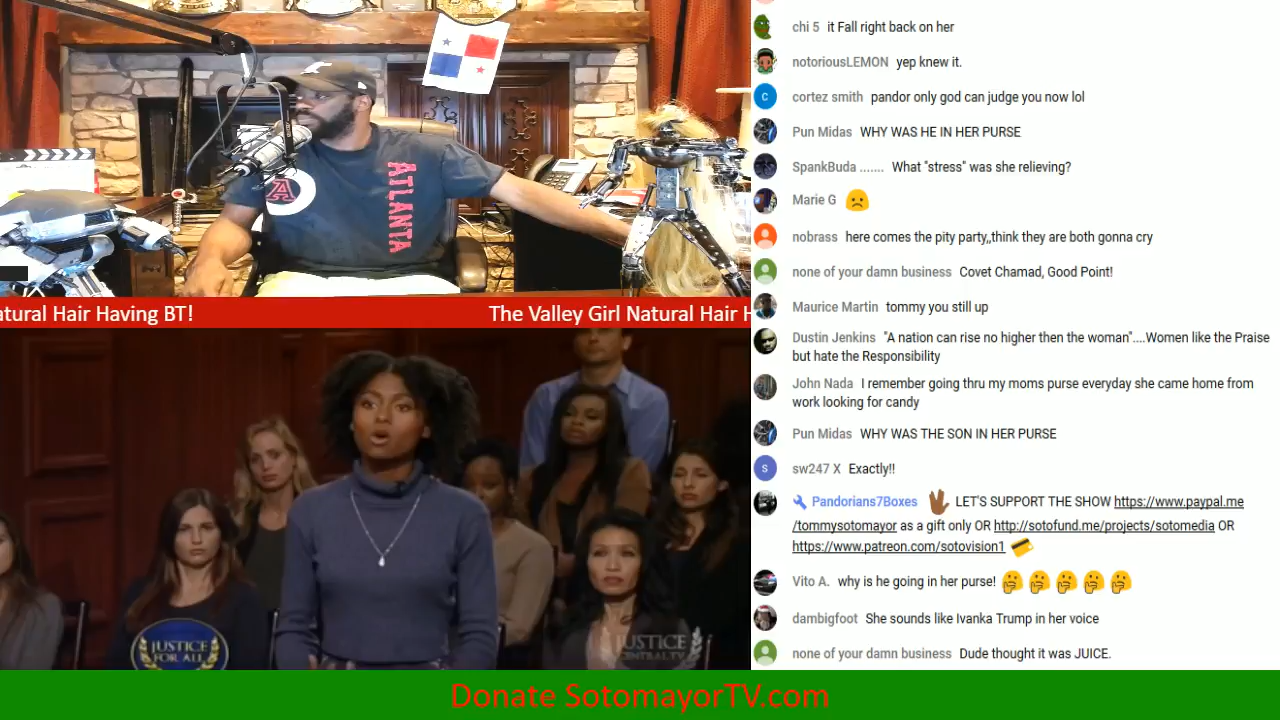 chi 5 it Fall right back on her
notoriousLEMON yep knew it.
C cortez smith pandor only god can judge you now lol
Pun Midas WHY WAS HE IN HER PURSE
SpankBuda ....... What "stress" was she relieving?
Marie G
nobrass here comes the pity party,,think they are both gonna cry
none of your damn business Covet Chamad, Good Point!
Maurice Martin tommy you still up
Dustin Jenkins "A nation can rise no higher then the woman"....Women like the Praise
but hate the Responsibility
John Nada I remember going thru my moms purse everyday she came home from
work looking for candy
Pun Midas WHY WAS THE SON IN HER PURSE
S sw247 X Exactly!!
Pandorians7Boxes LET'S SUPPORT THE SHOW https://www.paypal.me
/tommysotomayor as a gift only OR http://sotofund.me/projects/sotomedia OR
https://www.patreon.com/sotovision1
Vito A. why is he going in her purse!
dambigfoot She sounds like Ivanka Trump in her voice
none of your damn business Dude thought it was JUICE.
A
ATLANTA
atural Hair Having BT! The Valley Girl Natural Hair H
JUSTICE
FOR ALL
JUSTICE
CENTRAL.TV
Donate SotomayorTV.com